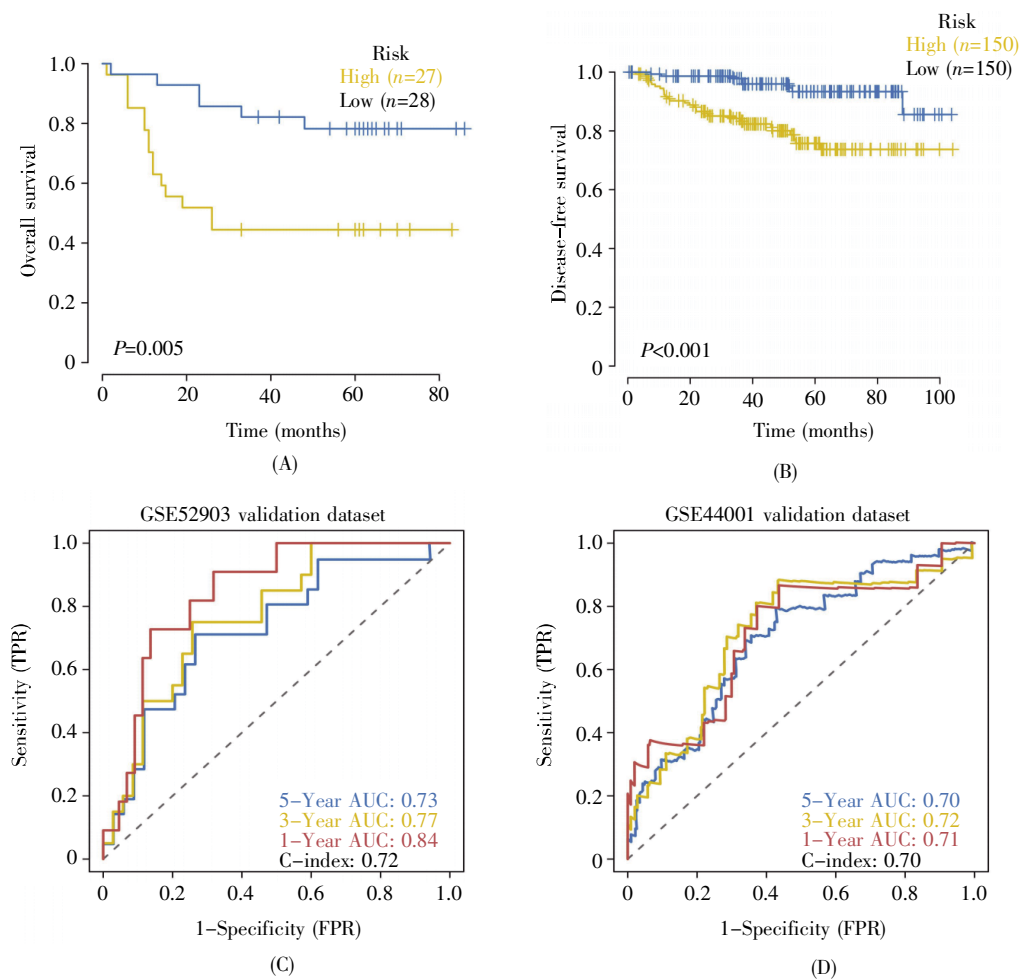 Risk
High (n=27)
Low (n=28)
1.0
0.8
0.6
0.4
0.2
0
Overall survival
P=0.005
0 20 40 60 80
Time (months)
(A)
Risk
High (n=150)
Low (n=150)
1.0
0.8
0.6
0.4
0.2
0
Disease-free survival
P<0.001
0 20 40 60 80 100
Time (months)
(B)
GSE52903 validation dataset
1.0
0.8
0.6
0.4
0.2
0
Sensitivity (TPR)
5-Year AUC: 0.73
3-Year AUC: 0.77
1-Year AUC: 0.84
C-index: 0.72
0 0.2 0.4 0.6 0.8 1.0
1-Specificity (FPR)
(C)
GSE44001 validation dataset
1.0
0.8
0.6
0.4
0.2
0
Sensitivity (TPR)
5-Year AUC: 0.70
3-Year AUC: 0.72
1-Year AUC: 0.71
C-index: 0.70
0 0.2 0.4 0.6 0.8 1.0
1-Specificity (FPR)
(D)